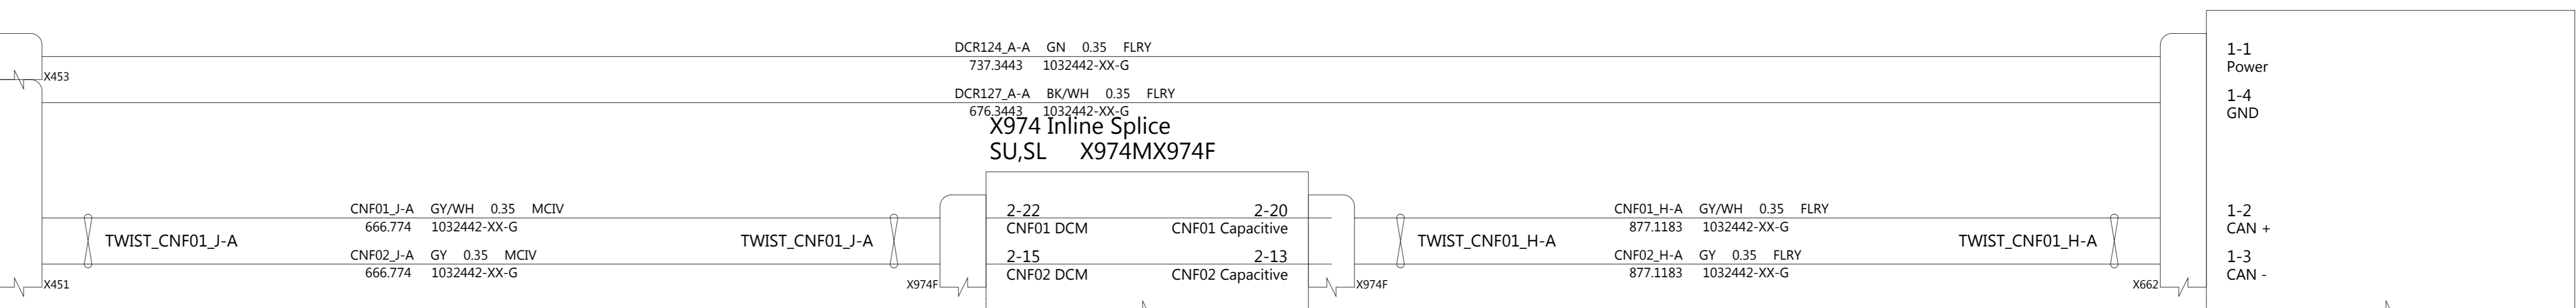 DCR124_A-A GN 0.35 FLRY
737.3443 1032442-XX-G
X453
DCR127_A-A BK/WH 0.35 FLRY
676.3443 1032442-XX-G
X974 Inline Splice
SU,SL X974MX974F
CNF01_J-A GY/WH 0.35 MCIV
666.774 1032442-XX-G
TWIST_CNF01_J-A
TWIST_CNF01_J-A
CNF02_J-A GY 0.35 MCIV
666.774 1032442-XX-G
X451
X974F
2-22
CNF01 DCM
2-15
CNF02 DCM
2-20
CNF01 Capacitive
2-13
CNF02 Capacitive
X974F
CNF01_H-A GY/WH 0.35 FLRY
877.1183 1032442-XX-G
TWIST_CNF01_H-A
TWIST_CNF01_H-A
CNF02_H-A GY 0.35 FLRY
877.1183 1032442-XX-G
X662
1-1
Power
1-4
GND
1-2
CAN +
1-3
CAN -